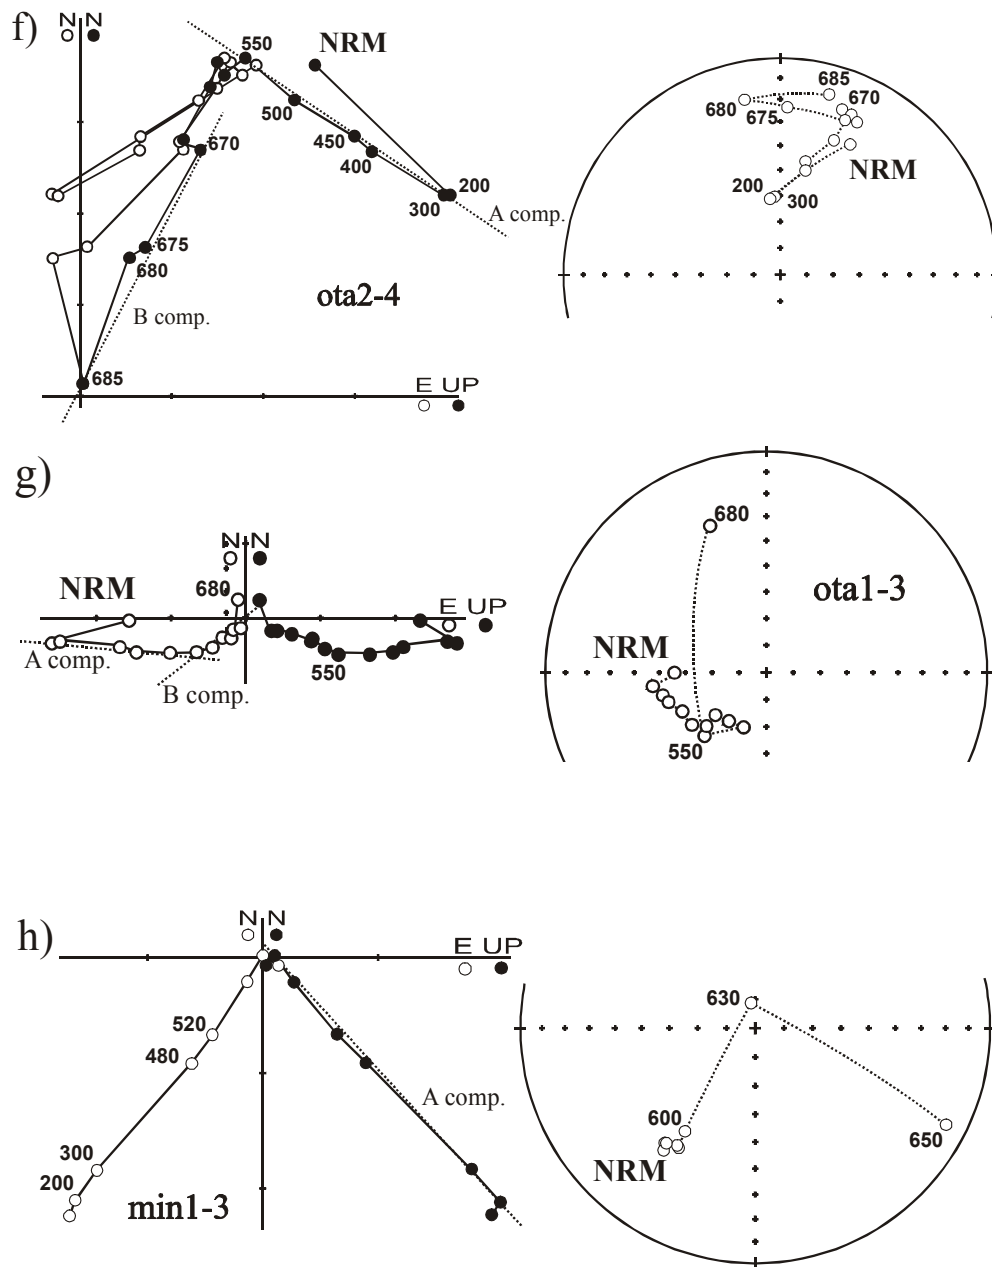 f)
N N
550
NRM
500
450
400
670
200
300
A comp.
675
680
ota2-4
B comp.
685
E UP
685
680
670
675
NRM
200
300
g)
N N
NRM
680
E UP
A comp.
B comp.
550
680
ota1-3
NRM
550
h)
N N
E UP
520
480
A comp.
300
200
min1-3
630
600
NRM
650